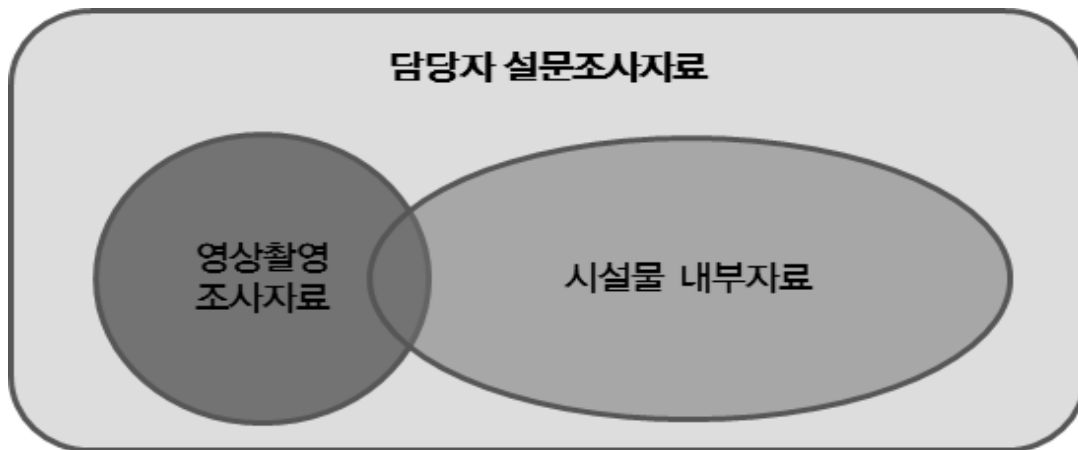 담당자 설문조사자료
영상촬영
조사자료
시설물 내부자료